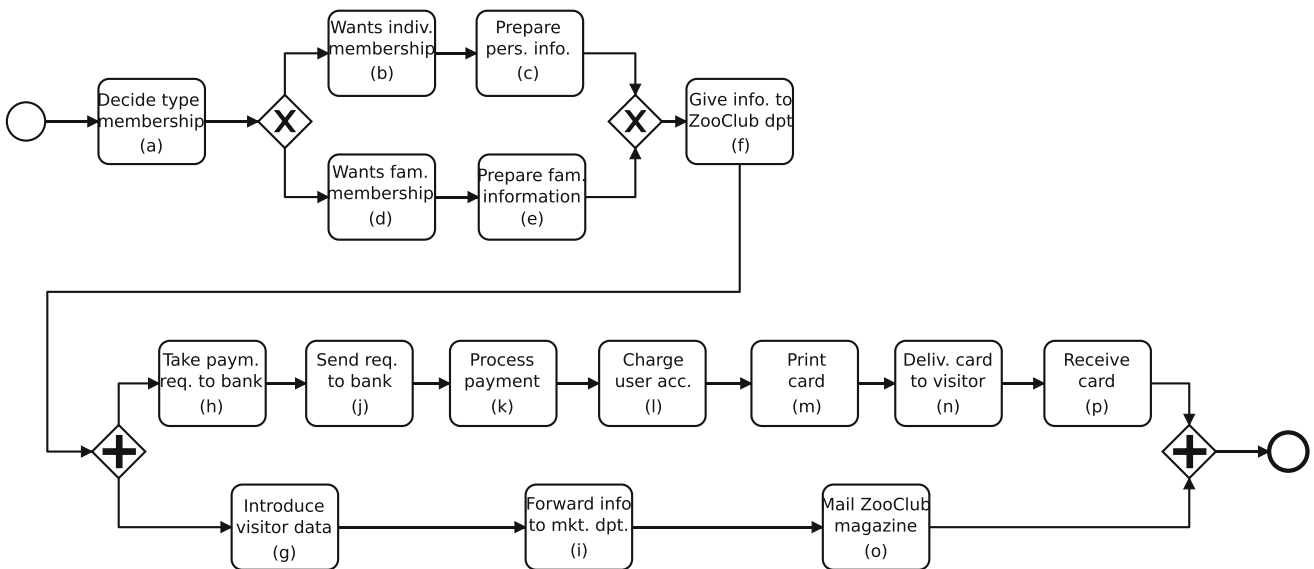 Decide type
membership
(a)
X
Wants indiv.
membership
(b)
Prepare
pers. info.
(c)
Wants fam.
membership
(d)
Prepare fam.
information
(e)
X
Give info. to
ZooClub dpt
(f)
Take paym.
req. to bank
(h)
Send req.
to bank
(j)
Process
payment
(k)
Charge
user acc.
(l)
Print
card
(m)
Deliv. card
to visitor
(n)
Receive
card
(p)
Introduce
visitor data
(g)
Forward info
to mkt. dpt.
(i)
Mail ZooClub
magazine
(o)